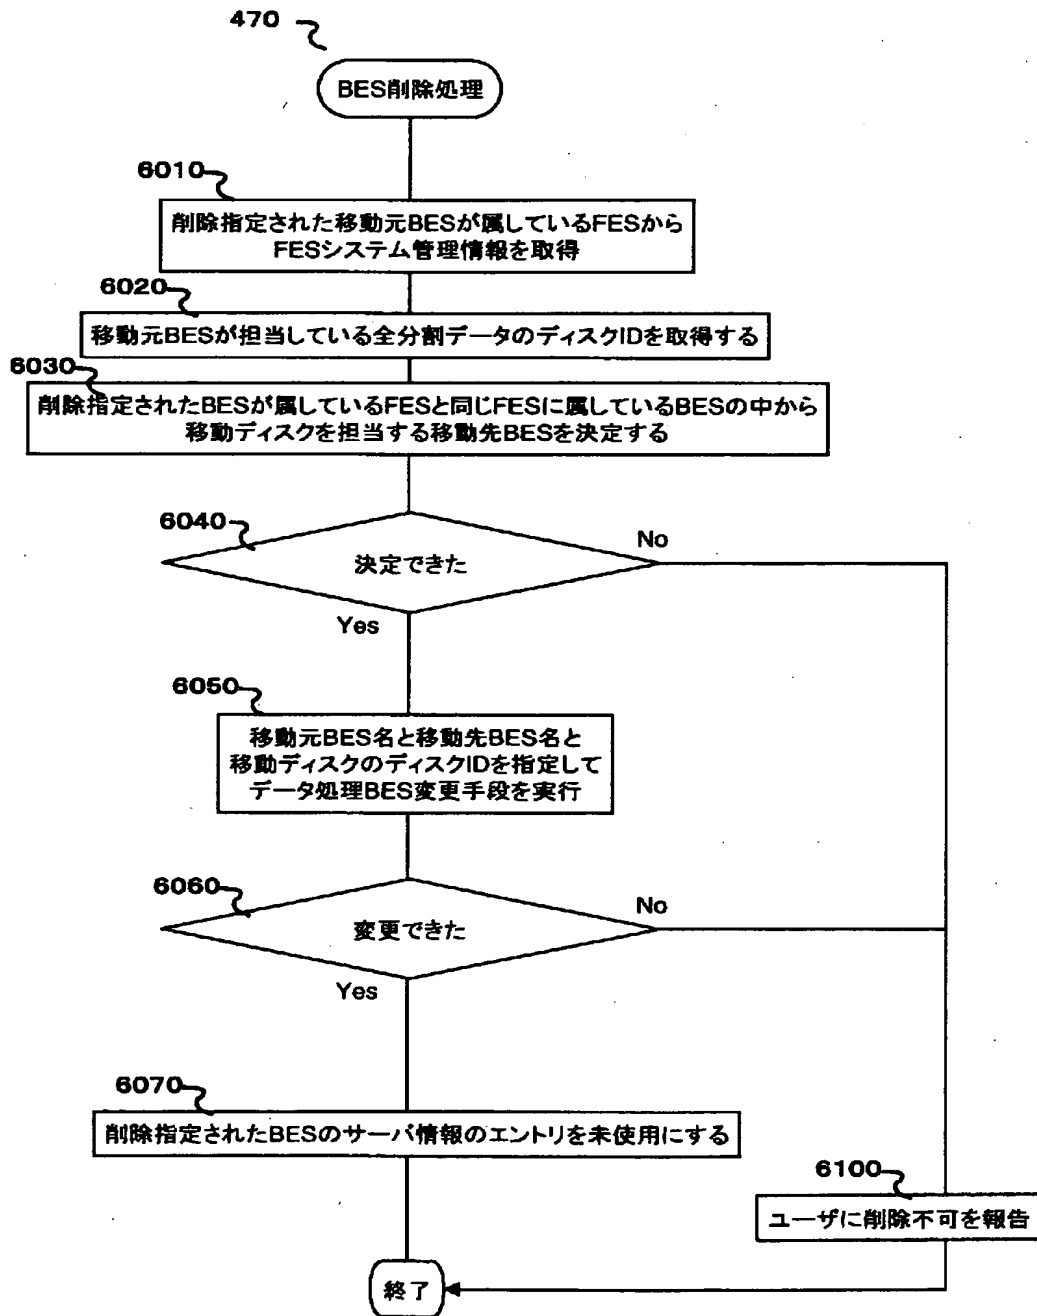 470
BES削除処理
6010
削除指定された移動元BESが属しているFESから
FESシステム管理情報を取得
6020
移動元BESが担当している全分割データのディスクIDを取得する
6030
削除指定されたBESが属しているFESと同じFESに属しているBESの中から
移動ディスクを担当する移動先BESを決定する
6040
決定できた
No
Yes
6050
移動元BES名と移動先BES名と
移動ディスクのディスクIDを指定して
データ処理BES変更手段を実行
6060
変更できた
No
Yes
6070
削除指定されたBESのサーバ情報のエントリを未使用にする
6100
ユーザに削除不可を報告
終了